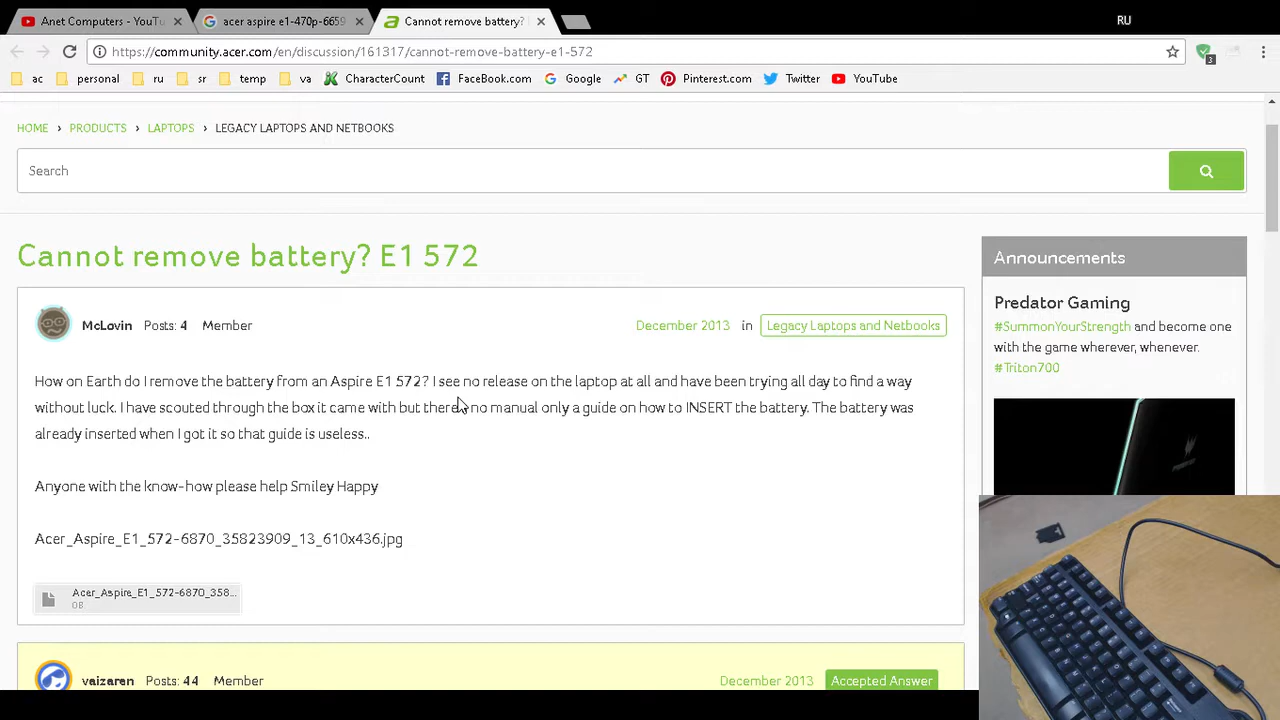 RU
Anet Computers - YouTu
acer aspire e1-470p-6659
Cannot remove battery?
https://community.acer.com/en/discussion/161317/cannot-remove-battery-e1-572
3
ac personal ru sr temp va CharacterCount FaceBook.com Google GT Pinterest.com Twitter YouTube
HOME › PRODUCTS › LAPTOPS › LEGACY LAPTOPS AND NETBOOKS
Search
Cannot remove battery? E1 572
McLovin Posts: 4 Member December 2013 in Legacy Laptops and Netbooks
How on Earth do I remove the battery from an Aspire E1 572? I see no release on the laptop at all and have been trying all day to find a way
without luck. I have scouted through the box it came with but theres no manual only a guide on how to INSERT the battery. The battery was
already inserted when I got it so that guide is useless..
Anyone with the know-how please help Smiley Happy
Acer_Aspire_E1_572-6870_35823909_13_610x436.jpg
Acer_Aspire_E1_572-6870_358...
0B
vaizaren Posts: 44 Member December 2013 Accepted Answer
Announcements
Predator Gaming
#SummonYourStrength and become one
with the game wherever, whenever.
#Triton700